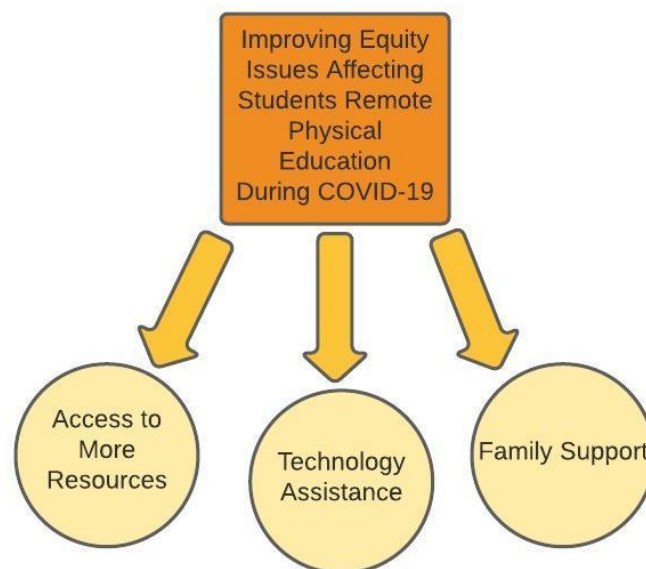 Improving Equity
Issues Affecting
Students Remote
Physical
Education
During COVID-19
Access to
More
Resources
Technology
Assistance
Family Support